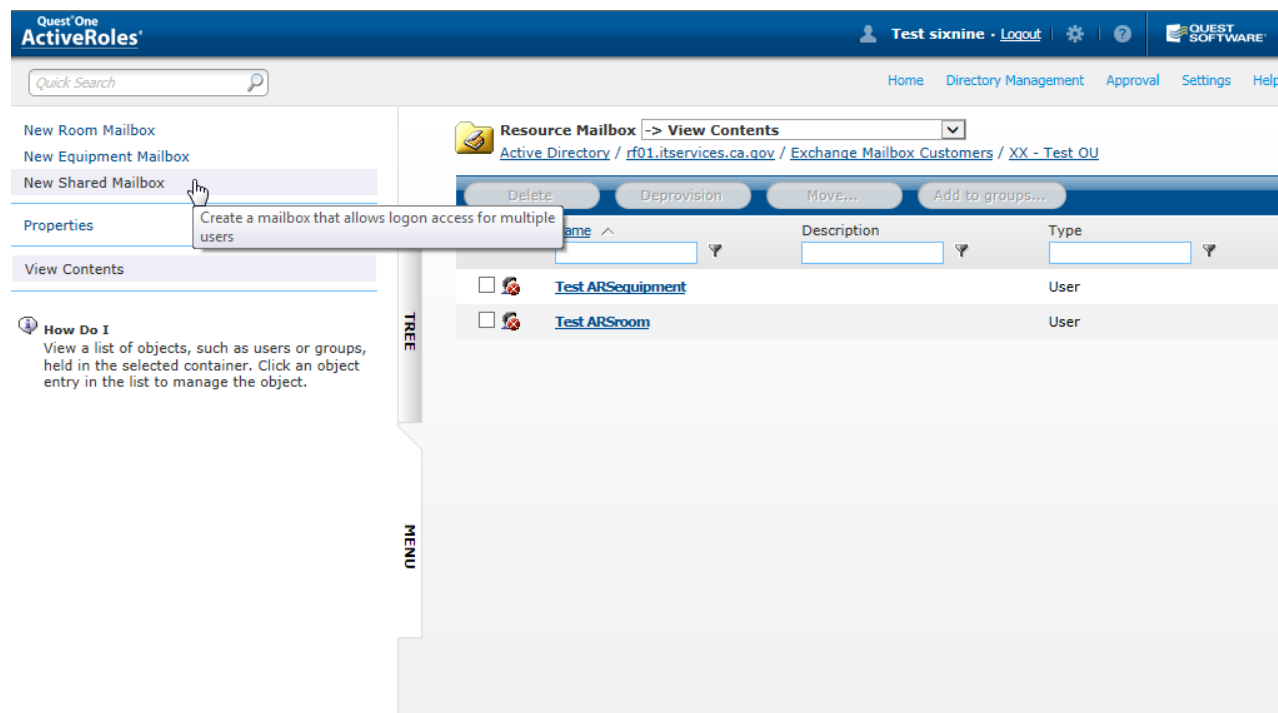 Quest One
ActiveRoles
Test sixnine · Logout
QUEST
SOFTWARE
Quick Search
Home Directory Management Approval Settings Help
New Room Mailbox
New Equipment Mailbox
New Shared Mailbox
Create a mailbox that allows logon access for multiple
users
Properties
View Contents
How Do I
View a list of objects, such as users or groups,
held in the selected container. Click an object
entry in the list to manage the object.
TREE
MENU
Resource Mailbox -> View Contents
Active Directory / rf01.itservices.ca.gov / Exchange Mailbox Customers / XX - Test OU
Delete Deprovision Move... Add to groups...
ame Description Type
Test ARSequipment User
Test ARSroom User